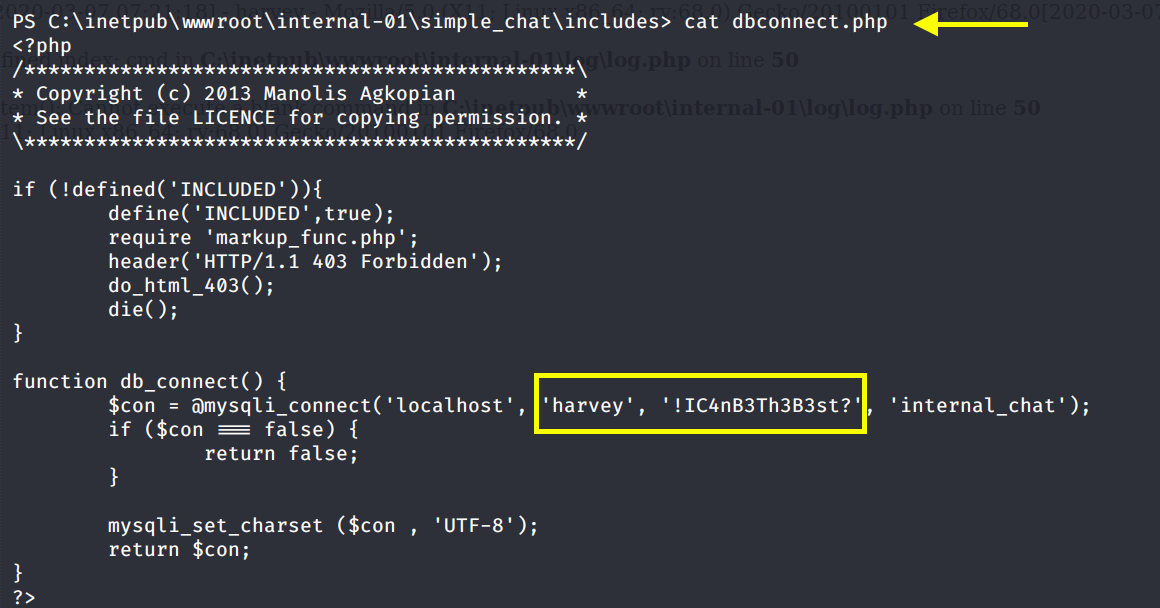 PS C:\inetpub\wwwroot\internal-01\simple_chat\includes> cat dbconnect.php
<?php
/**********************************************\
* Copyright (c) 2013 Manolis Agkopian          *
* See the file LICENCE for copying permission. *
\**********************************************/
if (!defined('INCLUDED')){
        define('INCLUDED',true);
        require 'markup_func.php';
        header('HTTP/1.1 403 Forbidden');
        do_html_403();
        die();
}
function db_connect() {
        $con = @mysqli_connect('localhost', 'harvey', '!IC4nB3Th3B3st?', 'internal_chat');
        if ($con === false) {
                return false;
        }
        mysqli_set_charset ($con , 'UTF-8');
        return $con;
}
?>